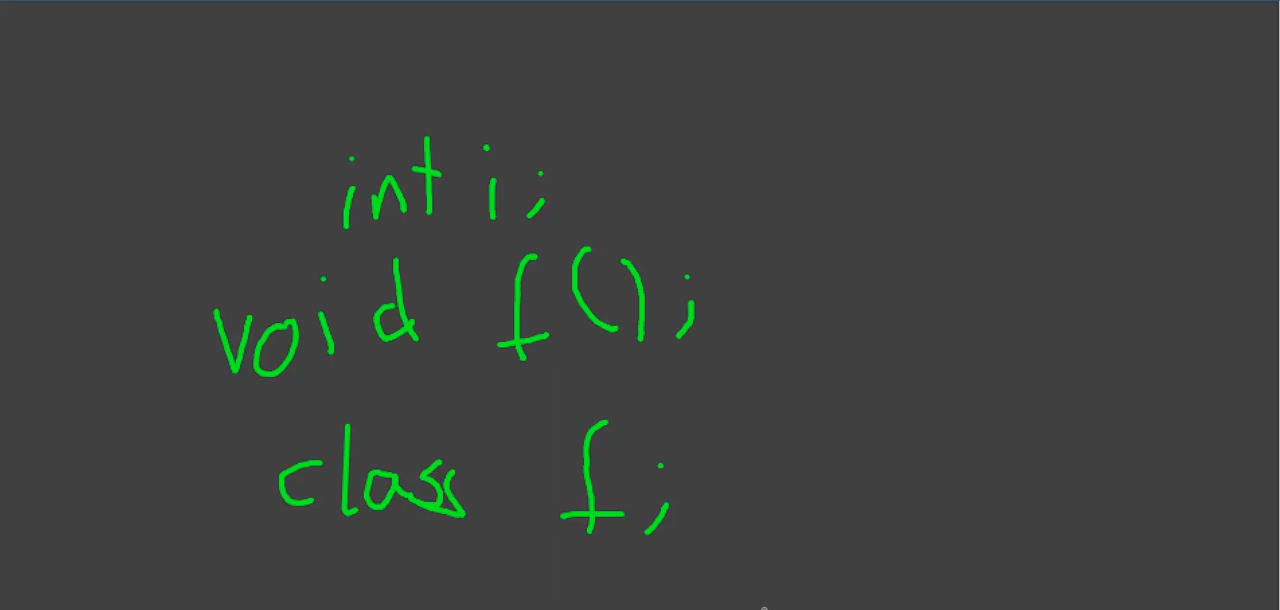 int i;
void f();
class f;